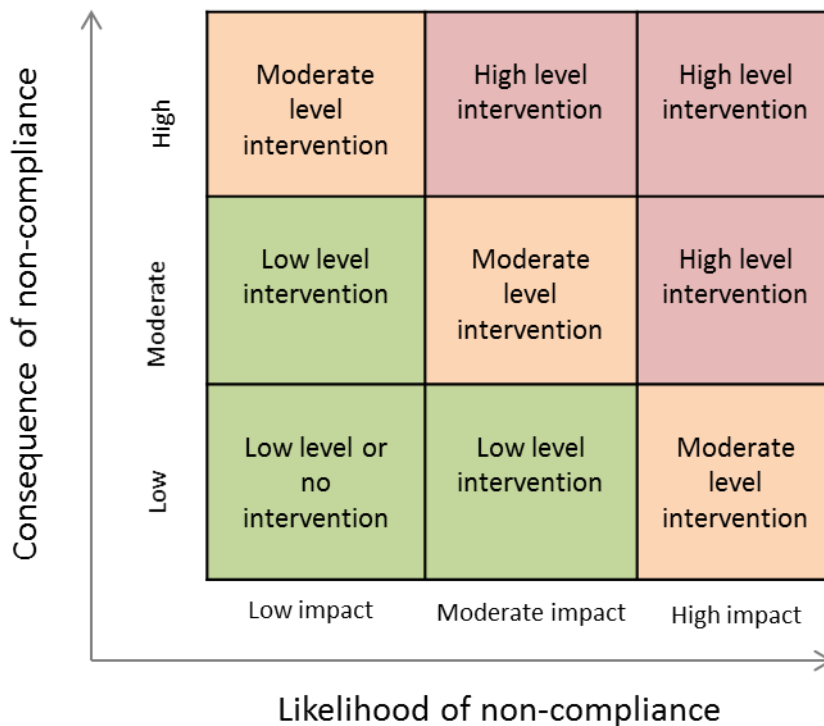 Consequence of non-compliance
High
Moderate
level
intervention
High level
intervention
High level
intervention
Moderate
Low level
intervention
Moderate
level
intervention
High level
intervention
Low
Low level or
no
intervention
Low level
intervention
Moderate
level
intervention
Low impact
Moderate impact
High impact
Likelihood of non-compliance